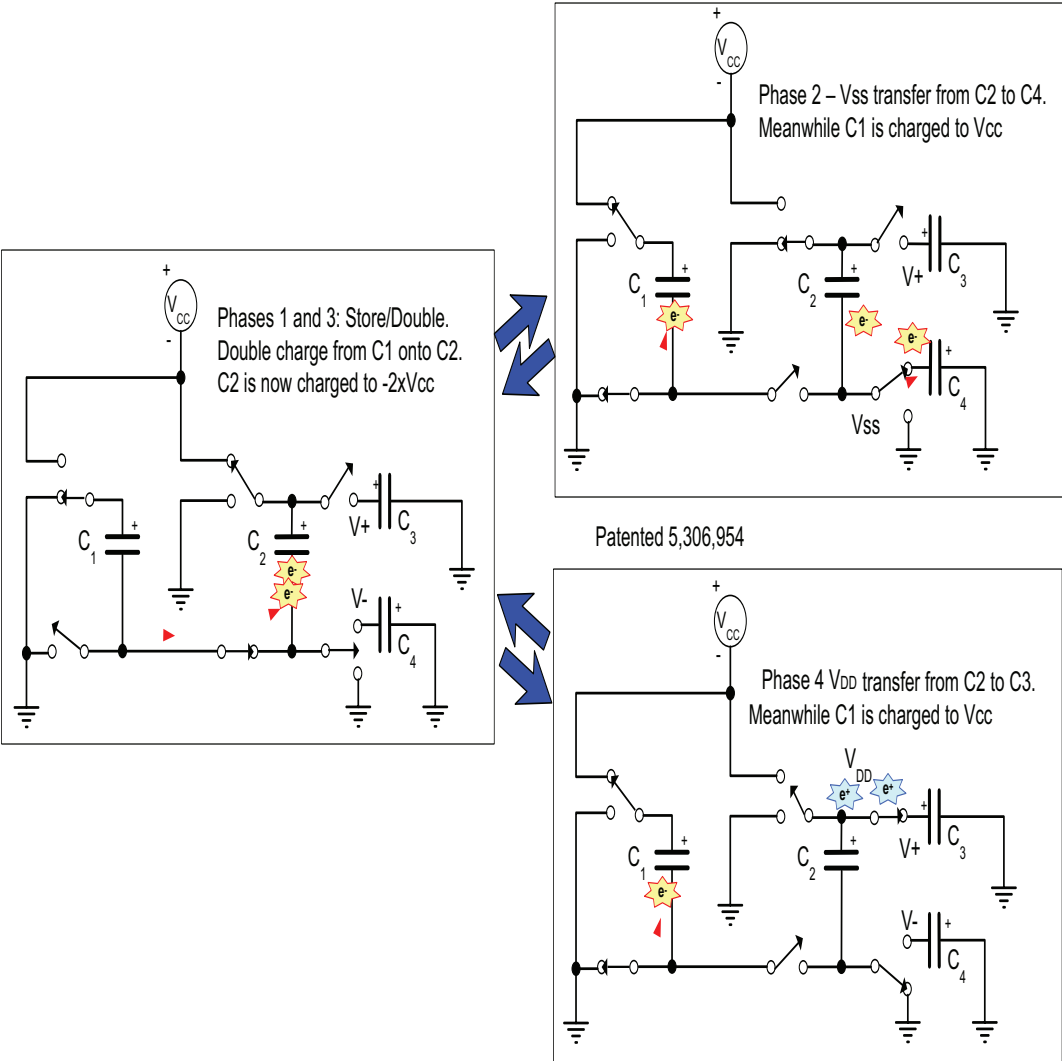 +
VCC
-
Phases 1 and 3: Store/Double.
Double charge from C1 onto C2.
C2 is now charged to -2xVcc
C1
+
C2
+
e-
e-
V+
+
C3
V-
+
C4
+
VCC
-
Phase 2 – Vss transfer from C2 to C4.
Meanwhile C1 is charged to Vcc
C1
+
e-
C2
+
e-
V+
+
C3
e-
+
C4
Vss
Patented 5,306,954
+
VCC
-
Phase 4 VDD transfer from C2 to C3.
Meanwhile C1 is charged to Vcc
VDD
e+
e+
C1
+
e-
C2
+
V+
+
C3
V-
+
C4